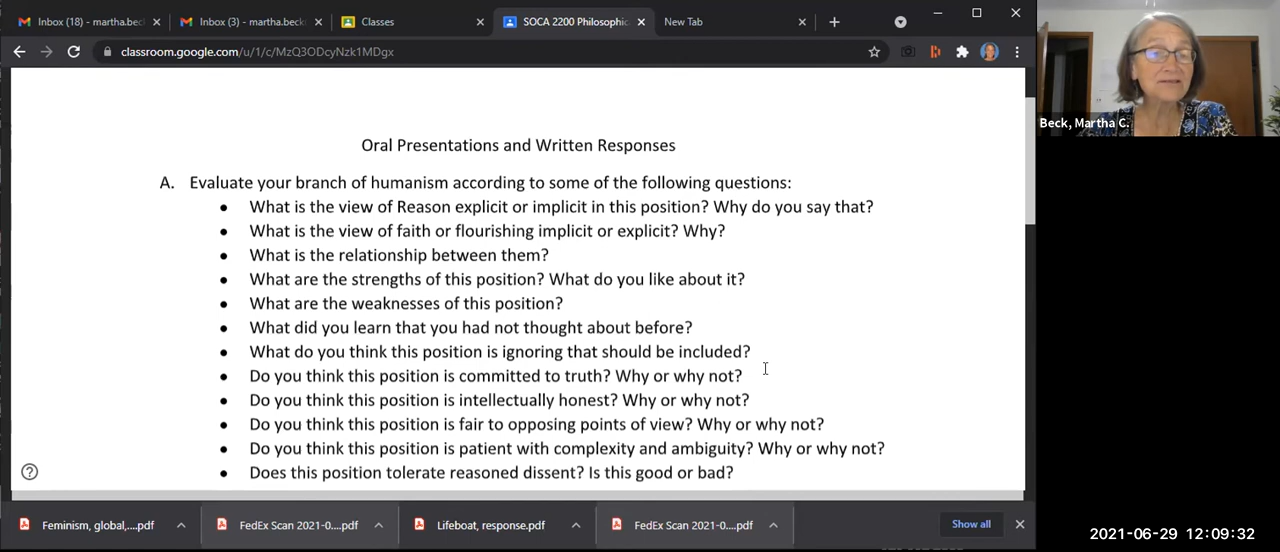 Inbox (18) - martha.bec
Inbox (3) - martha.beck
Classes
SOCA 2200 Philosophic
New Tab
classroom.google.com/u/1/c/MzQ3ODcyNzk1MDgx
Beck, Martha C.
Oral Presentations and Written Responses
A. Evaluate your branch of humanism according to some of the following questions:
• What is the view of Reason explicit or implicit in this position? Why do you say that?
• What is the view of faith or flourishing implicit or explicit? Why?
• What is the relationship between them?
• What are the strengths of this position? What do you like about it?
• What are the weaknesses of this position?
• What did you learn that you had not thought about before?
• What do you think this position is ignoring that should be included?
• Do you think this position is committed to truth? Why or why not?
• Do you think this position is intellectually honest? Why or why not?
• Do you think this position is fair to opposing points of view? Why or why not?
• Do you think this position is patient with complexity and ambiguity? Why or why not?
• Does this position tolerate reasoned dissent? Is this good or bad?
Feminism, global,....pdf
FedEx Scan 2021-0....pdf
Lifeboat, response.pdf
FedEx Scan 2021-0....pdf
Show all
2021-06-29 12:09:32